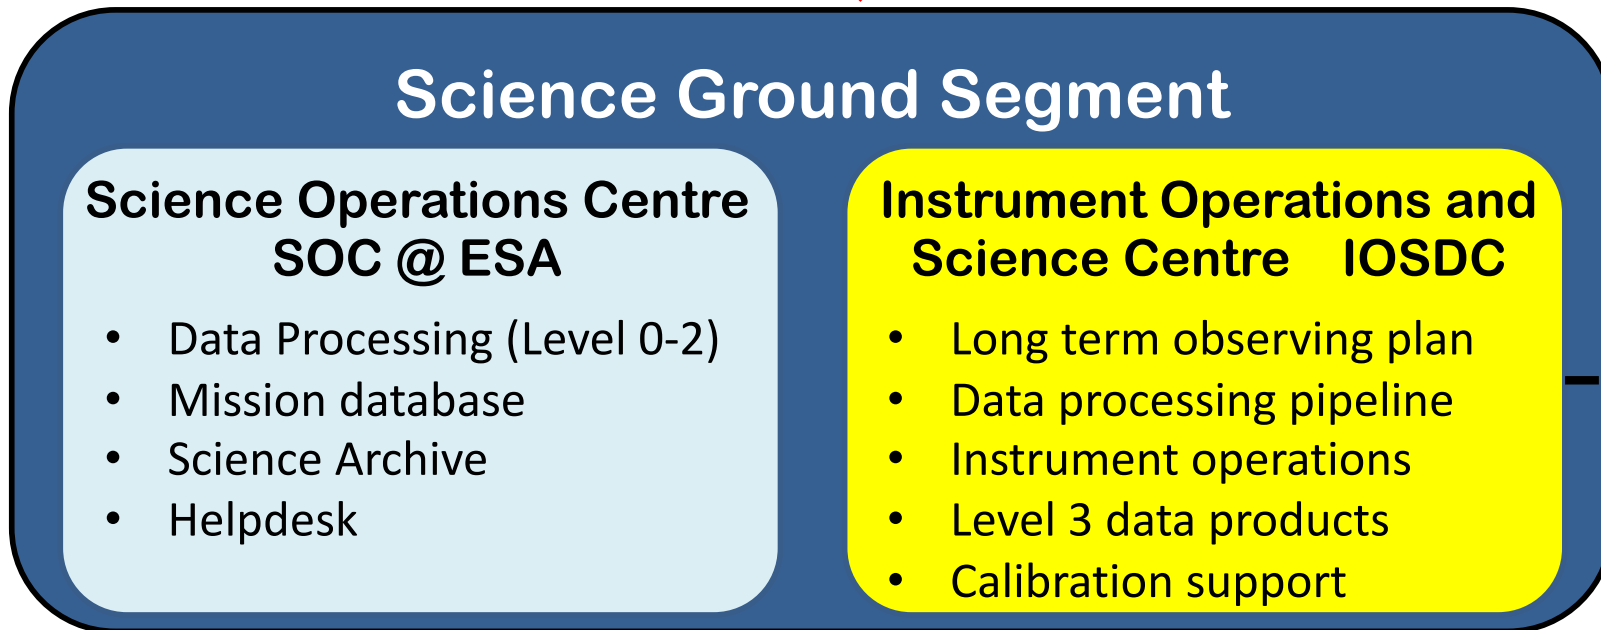 Science Ground Segment
Science Operations Centre
SOC @ ESA
• Data Processing (Level 0-2)
• Mission database
• Science Archive
• Helpdesk
Instrument Operations and
Science Centre IOSDC
• Long term observing plan
• Data processing pipeline
• Instrument operations
• Level 3 data products
• Calibration support